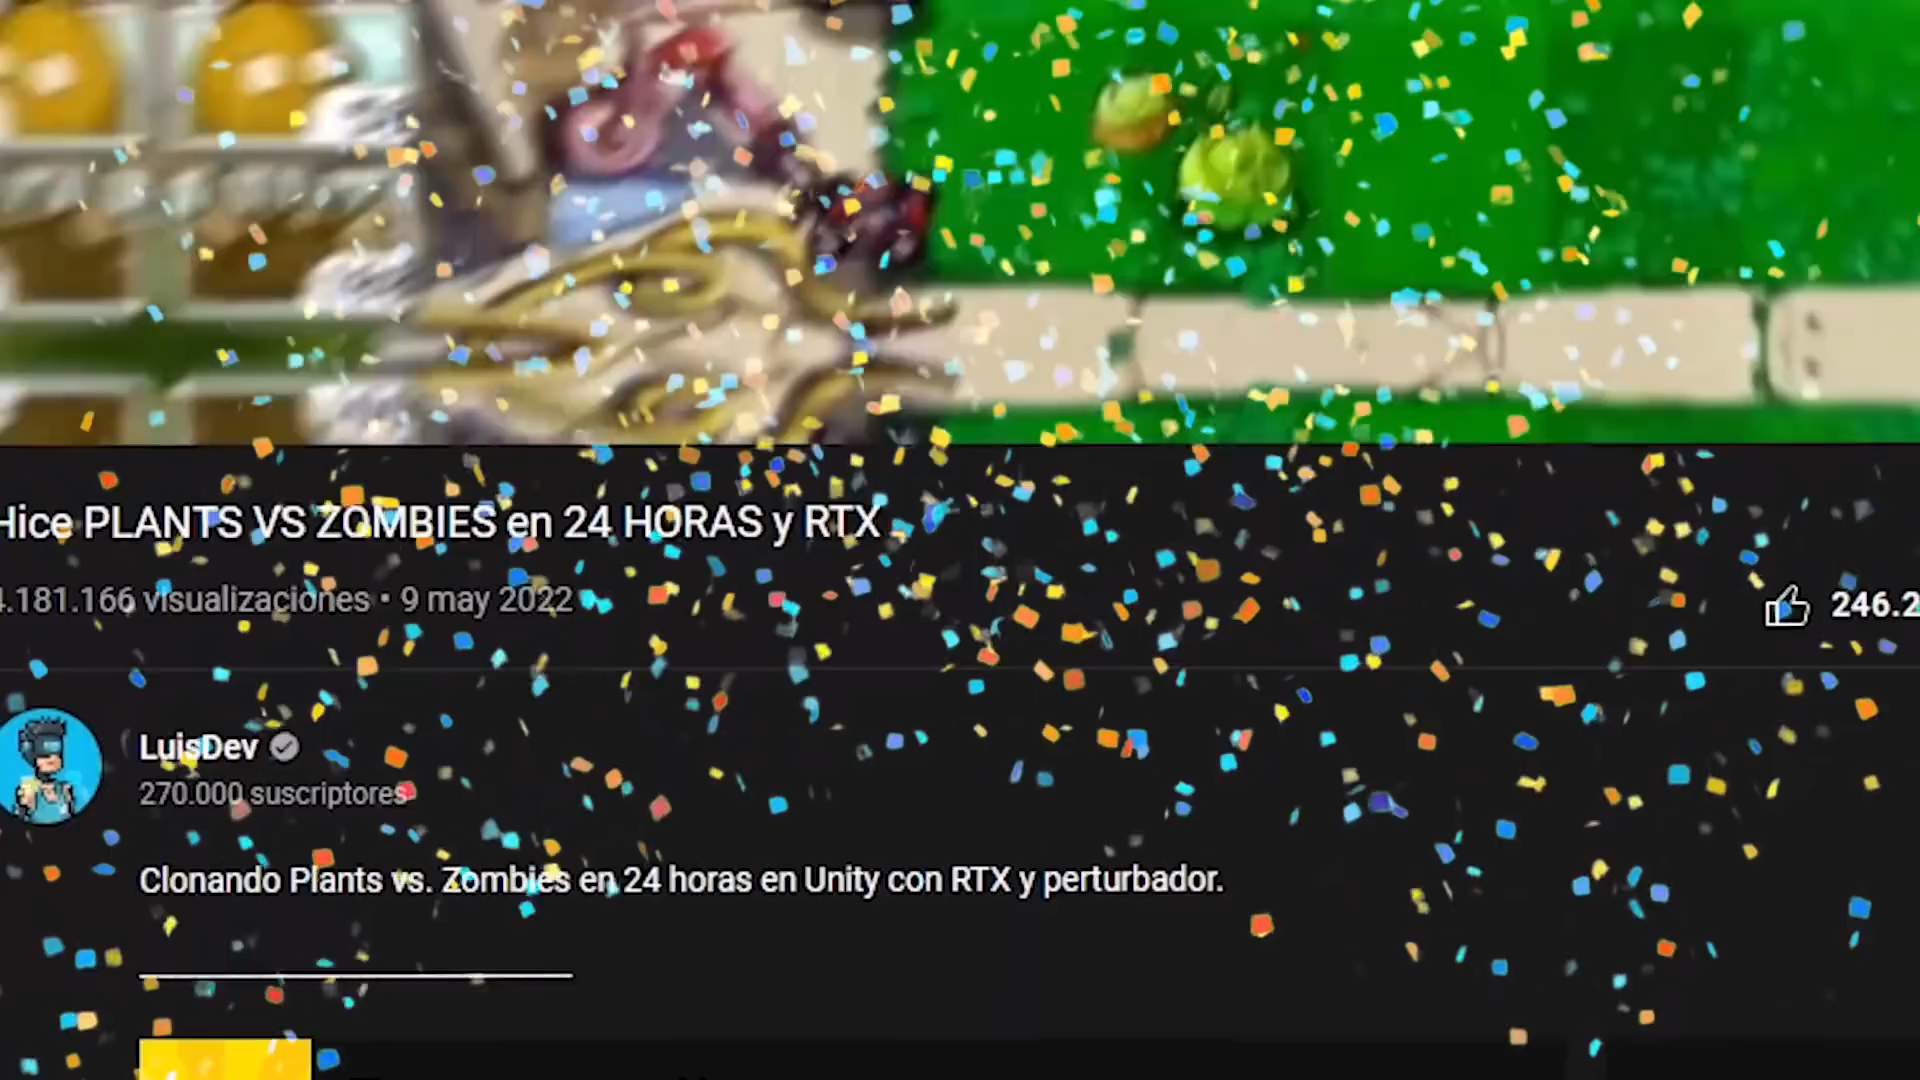 Hice PLANTS VS ZOMBIES en 24 HORAS y RTX
4.181.166 visualizaciones • 9 may 2022
246.2
LuisDev
270.000 suscriptores
Clonando Plants vs. Zombies en 24 horas en Unity con RTX y perturbador.